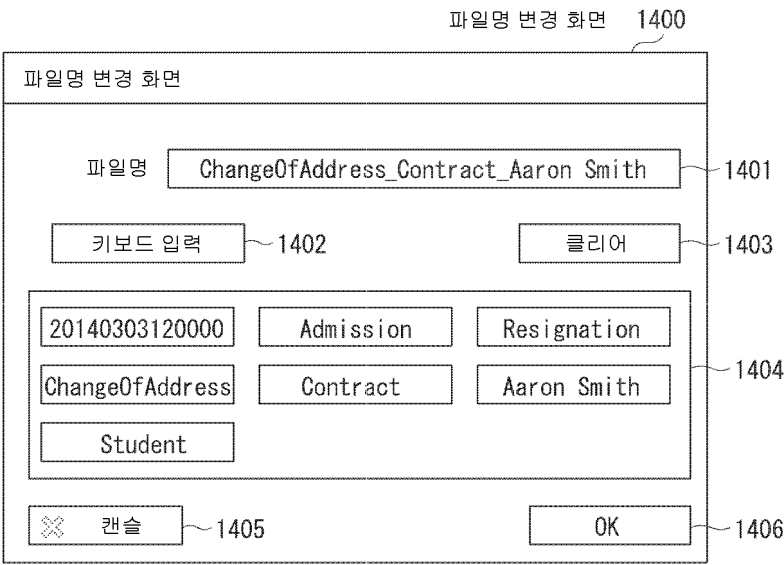 파일명 변경 화면 1400
파일명 변경 화면
파일명 ChangeOfAddress_Contract_Aaron Smith 1401
키보드 입력 1402 클리어 1403
20140303120000 Admission Resignation
ChangeOfAddress Contract Aaron Smith 1404
Student
캔슬 1405 OK 1406